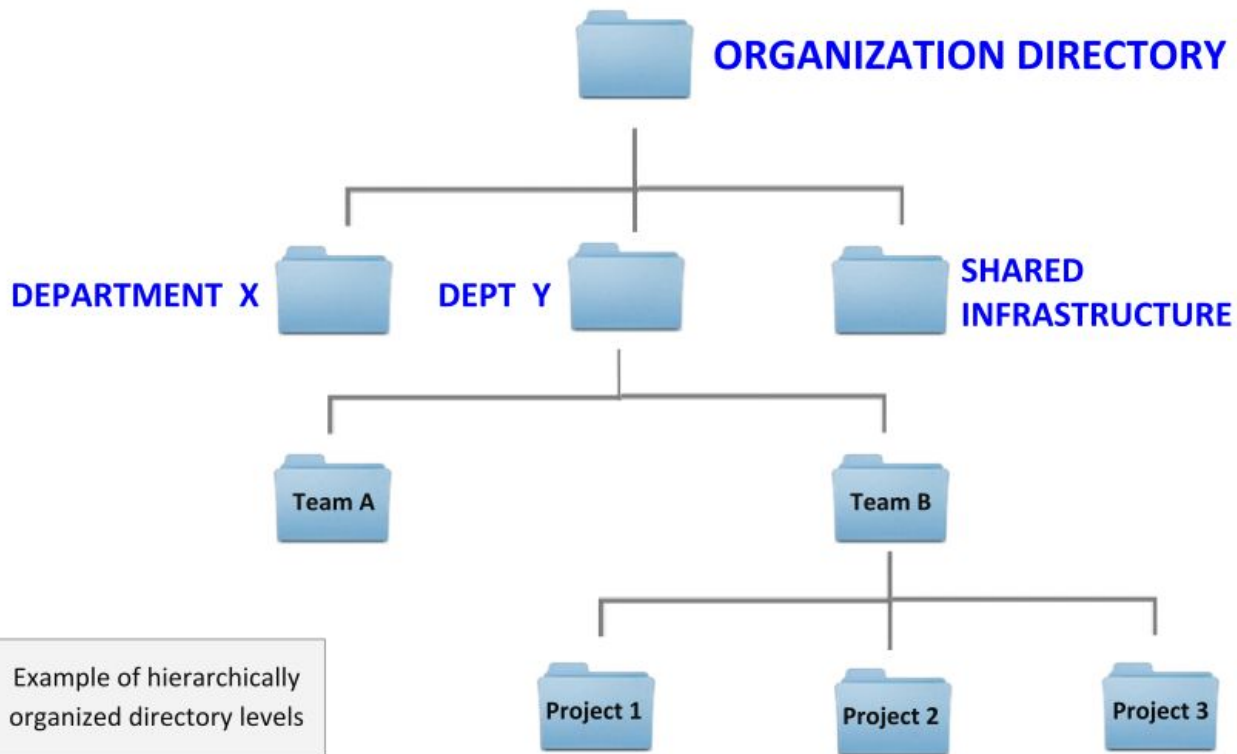 ORGANIZATION DIRECTORY
DEPARTMENT X
DEPT Y
SHARED
INFRASTRUCTURE
Team A
Team B
Example of hierarchically
organized directory levels
Project 1
Project 2
Project 3